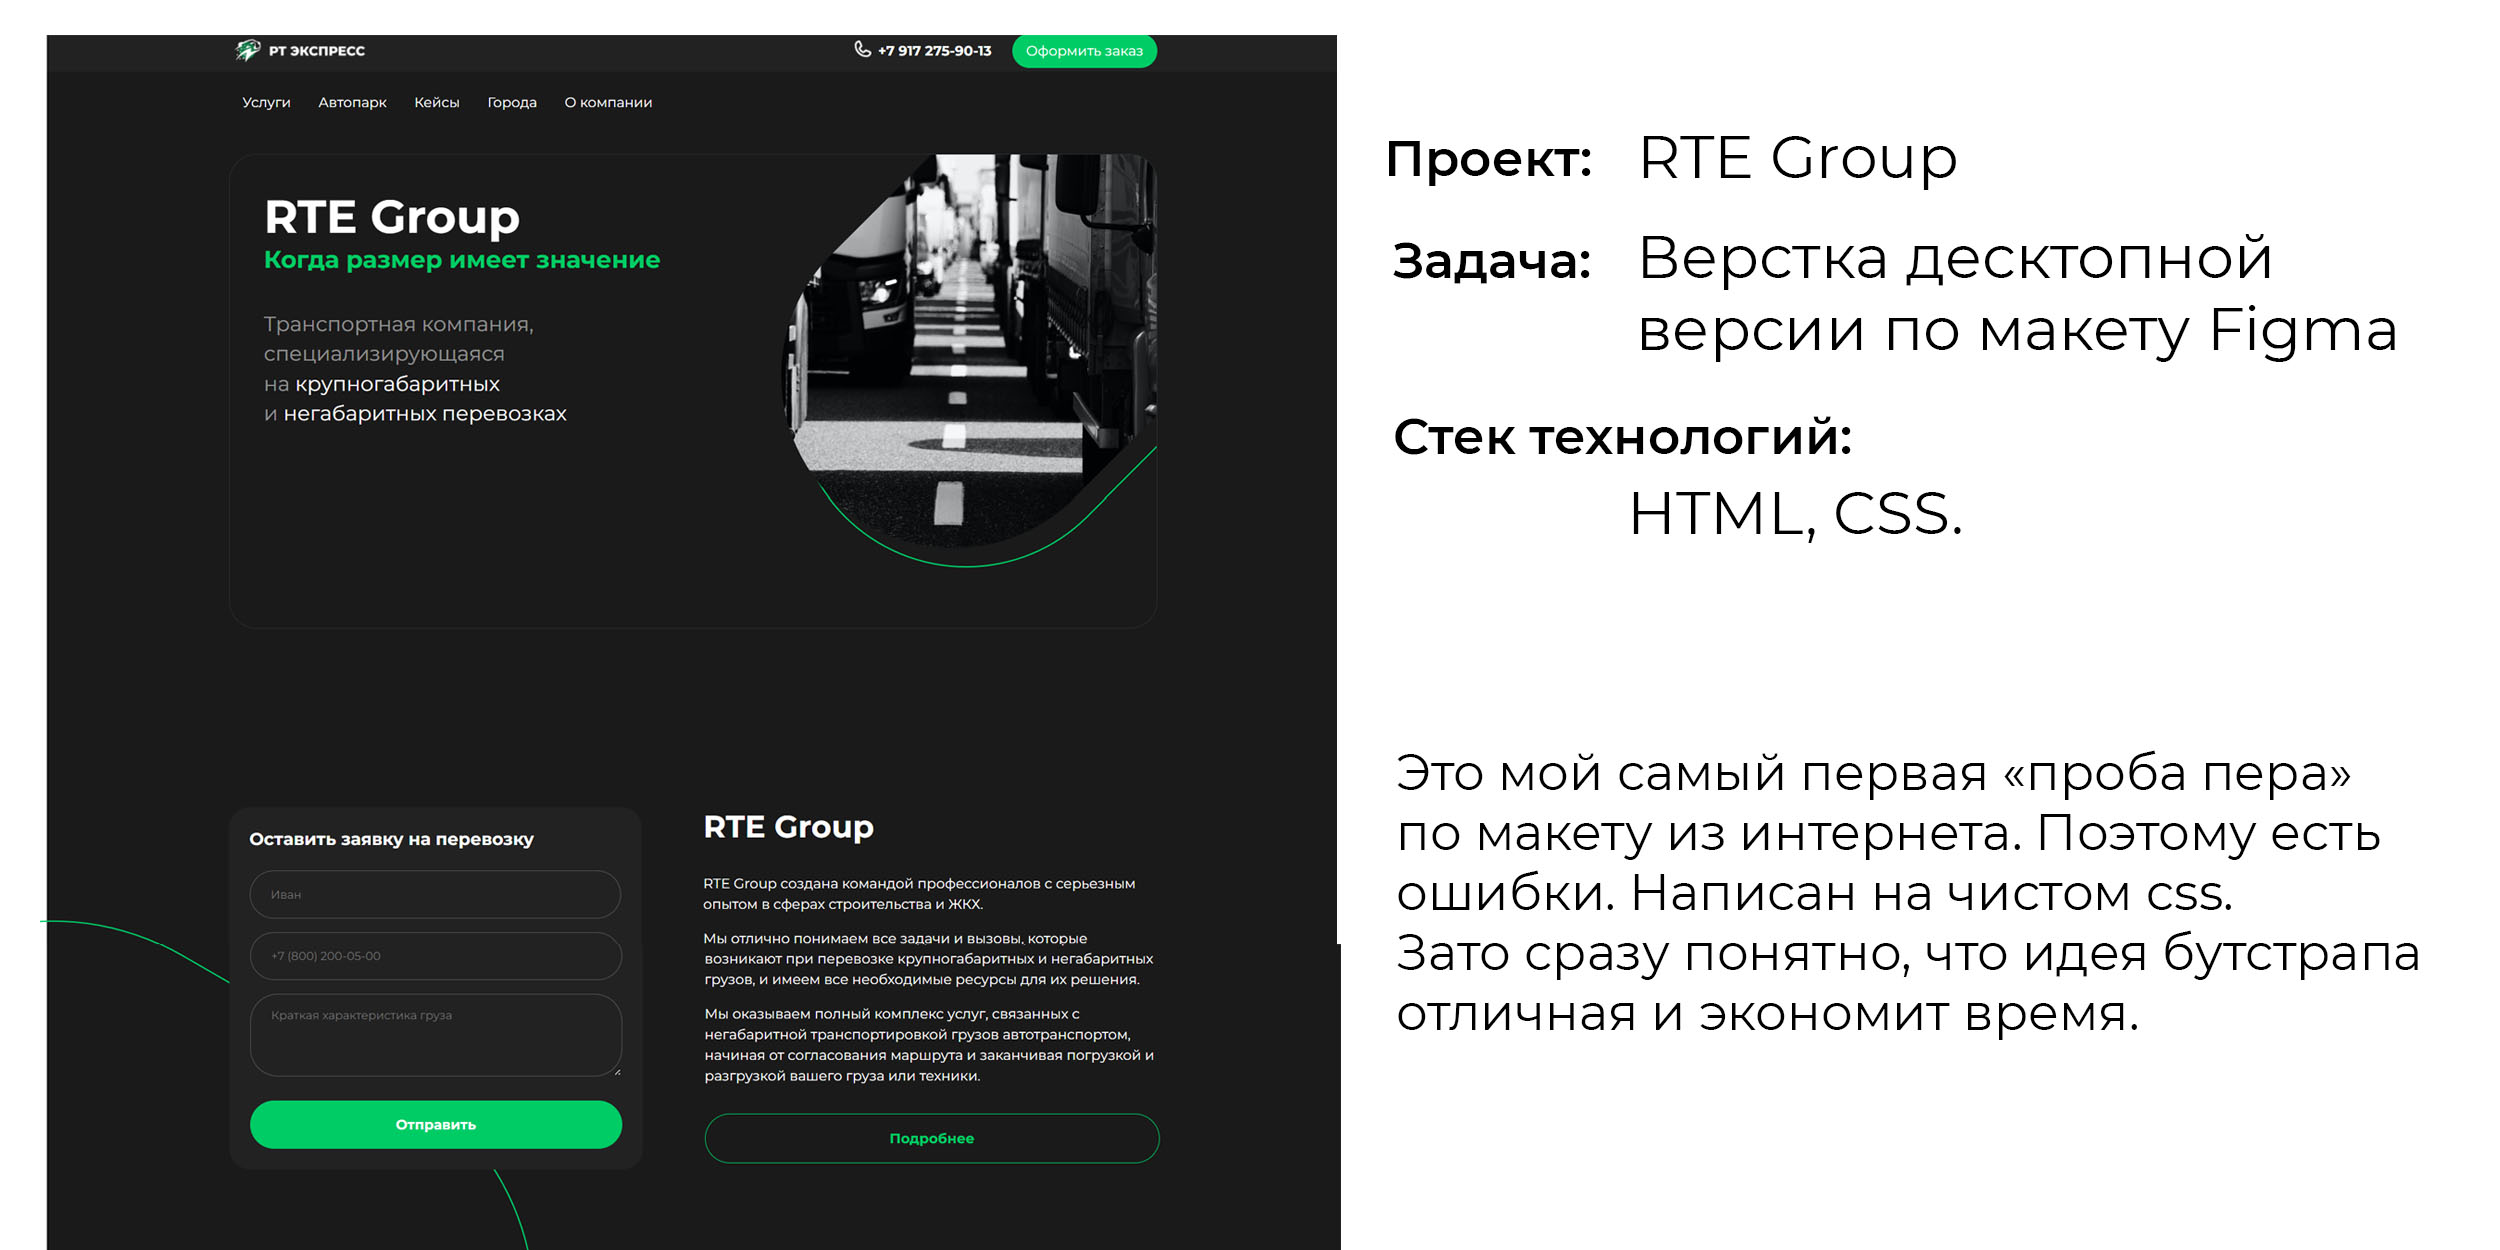 РТ ЭКСПРЕСС
+7 917 275-90-13
Оформить заказ
Услуги Автопарк Кейсы Города О компании
RTE Group
Когда размер имеет значение
Транспортная компания,
специализирующаяся
на крупногабаритных
и негабаритных перевозках
Оставить заявку на перевозку
Иван
+7 (800) 200-05-00
Краткая характеристика груза
Отправить
RTE Group
RTE Group создана командой профессионалов с серьезным
опытом в сферах строительства и ЖКХ.
Мы отлично понимаем все задачи и вызовы, которые
возникают при перевозке крупногабаритных и негабаритных
грузов, и имеем все необходимые ресурсы для их решения.
Мы оказываем полный комплекс услуг, связанных с
негабаритной транспортировкой грузов автотранспортом,
начиная от согласования маршрута и заканчивая погрузкой и
разгрузкой вашего груза или техники.
Подробнее
Проект: RTE Group
Задача: Верстка десктопной
версии по макету Figma
Стек технологий:
HTML, CSS.
Это мой самый первая «проба пера»
по макету из интернета. Поэтому есть
ошибки. Написан на чистом css.
Зато сразу понятно, что идея бутстрапа
отличная и экономит время.